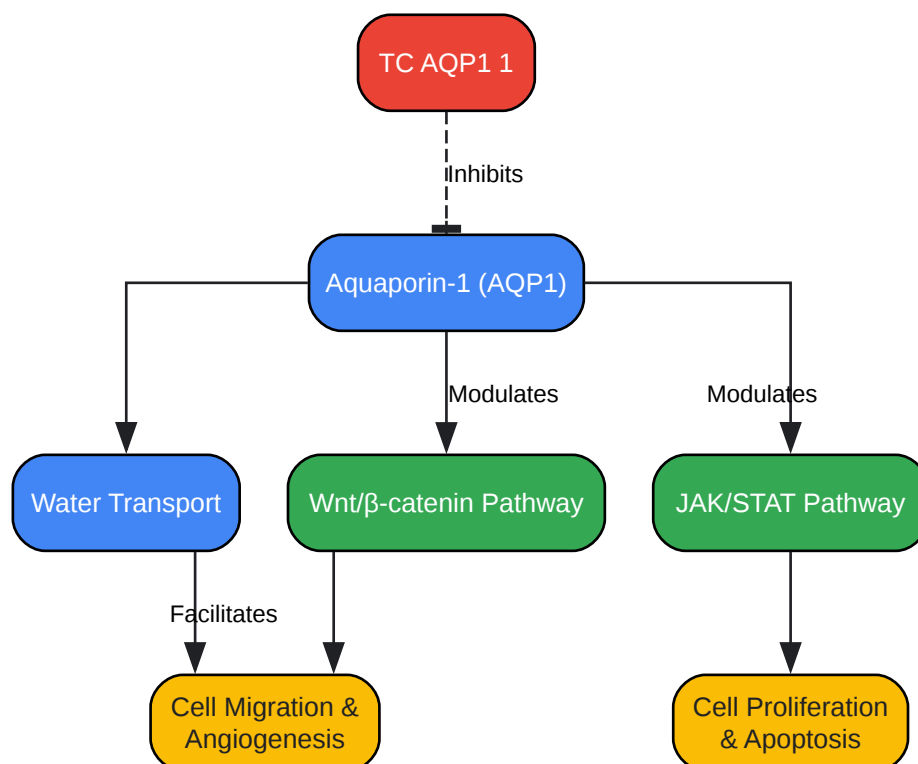 TC AQP1 1
Inhibits
Aquaporin-1 (AQP1)
Modulates
Modulates
Water Transport
Wnt/β-catenin Pathway
JAK/STAT Pathway
Facilitates
Cell Migration &
Angiogenesis
Cell Proliferation
& Apoptosis